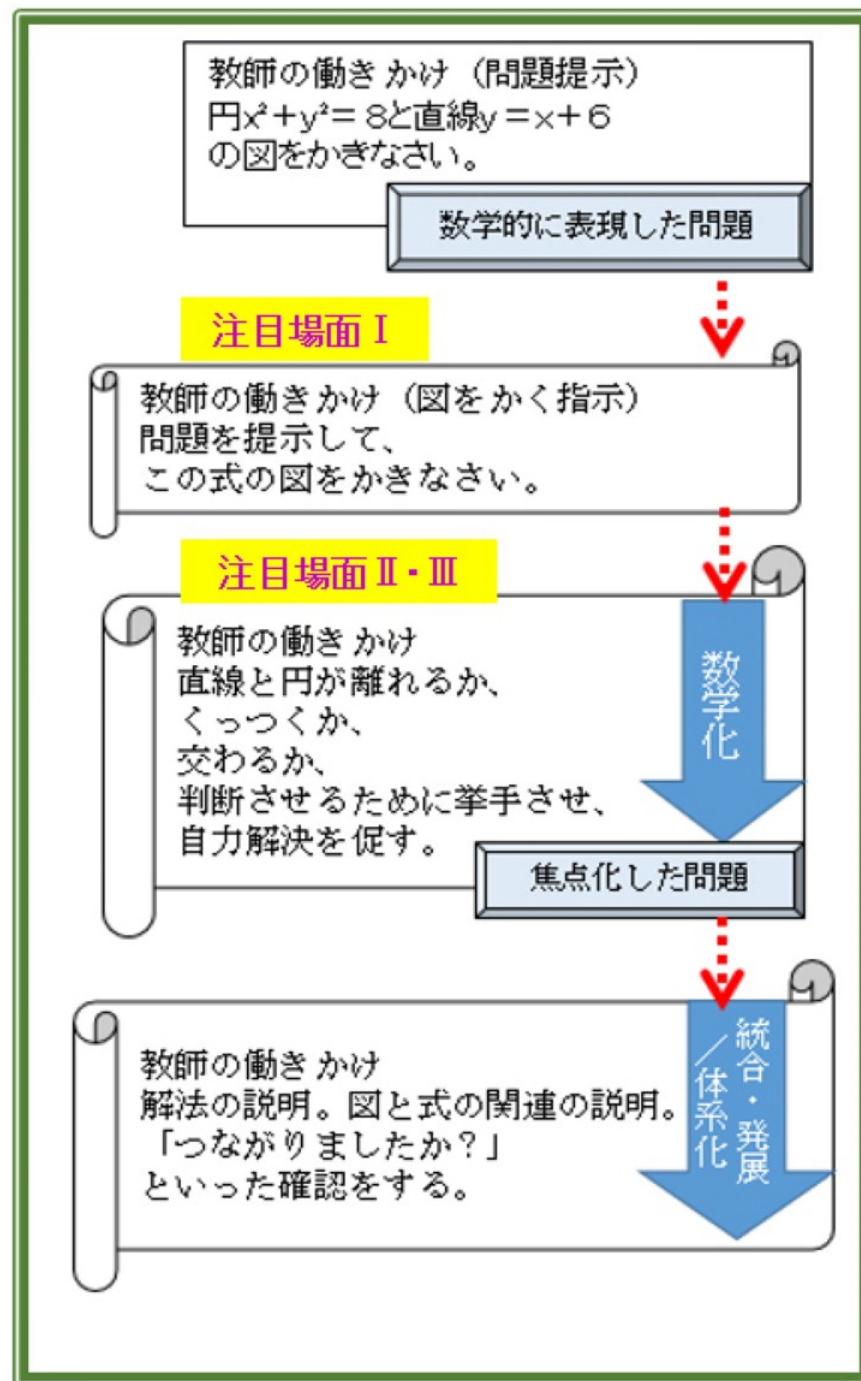 教師の働きかけ（問題提示）
円x²＋y²＝８と直線y＝x＋６
の図をかきなさい。
数学的に表現した問題
注目場面Ⅰ
教師の働きかけ（図をかく指示）
問題を提示して、
この式の図をかきなさい。
注目場面Ⅱ・Ⅲ
教師の働きかけ
直線と円が離れるか、
くっつくか、
交わるか、
判断させるために挙手させ、
自力解決を促す。
数学化
焦点化した問題
教師の働きかけ
解法の説明。図と式の関連の説明。
「つながりましたか？」
といった確認をする。
統合・発展
／体系化